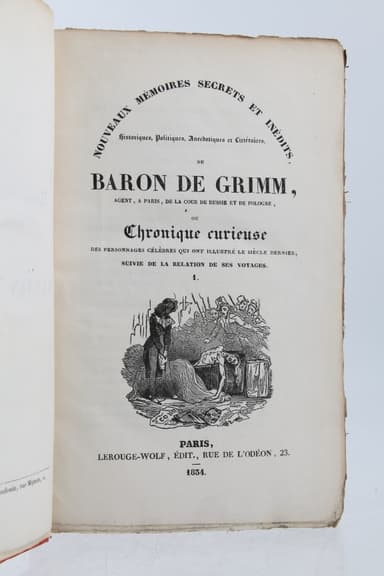 NOUVEAUX MÉMOIRES SECRETS ET INÉDITS,
Historiques, Politiques, Anecdotiques et Littéraires,
DU
BARON DE GRIMM,
AGENT, A PARIS, DE LA COUR DE RUSSIE ET DE POLOGNE,
OU
Chronique curieuse
DES PERSONNAGES CÉLÈBRES QUI ONT ILLUSTRÉ LE SIÈCLE DERNIER,
SUIVIE DE LA RELATION DE SES VOYAGES.
1.
PARIS,
LEROUGE-WOLF, ÉDIT., RUE DE L'ODÉON, 23.
1834.